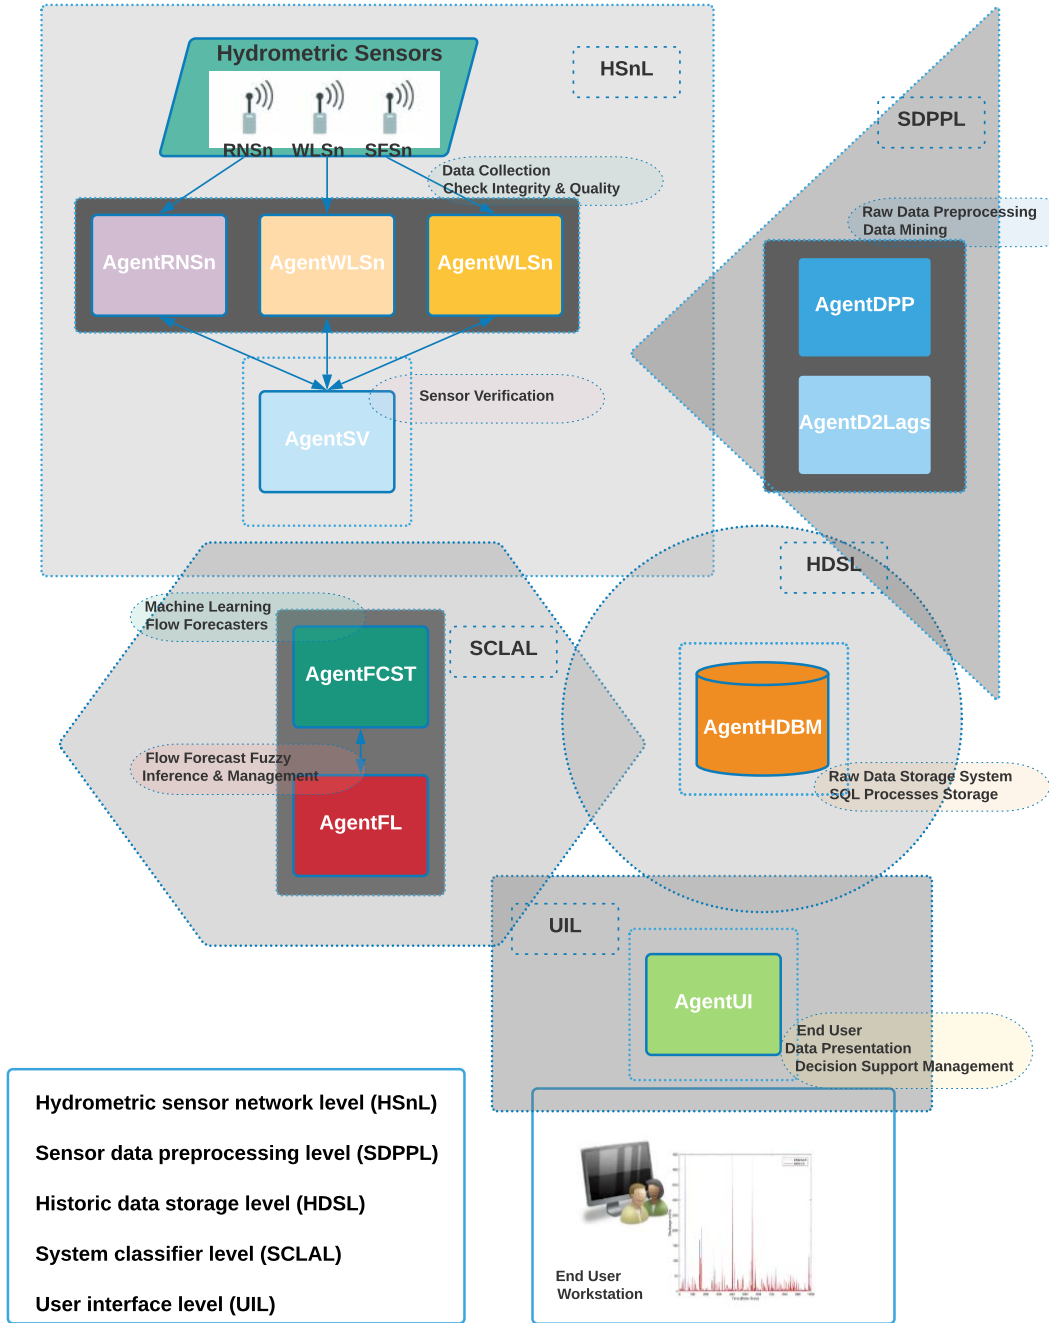 Hydrometric Sensors
HSnL
RNSn WLSn SFSn
SDPPL
Data Collection
Check Integrity & Quality
Raw Data Preprocessing
Data Mining
AgentRNSn
AgentWLSn
AgentWLSn
AgentDPP
AgentD2Lags
Sensor Verification
AgentSV
HDSL
Machine Learning
Flow Forecasters
SCLAL
AgentFCST
AgentHDBM
Flow Forecast Fuzzy
Inference & Management
Raw Data Storage System
SQL Processes Storage
AgentFL
UIL
AgentUI
End User
Data Presentation
Decision Support Management
Hydrometric sensor network level (HSnL)
Sensor data preprocessing level (SDPPL)
Historic data storage level (HDSL)
System classifier level (SCLAL)
User interface level (UIL)
End User
Workstation